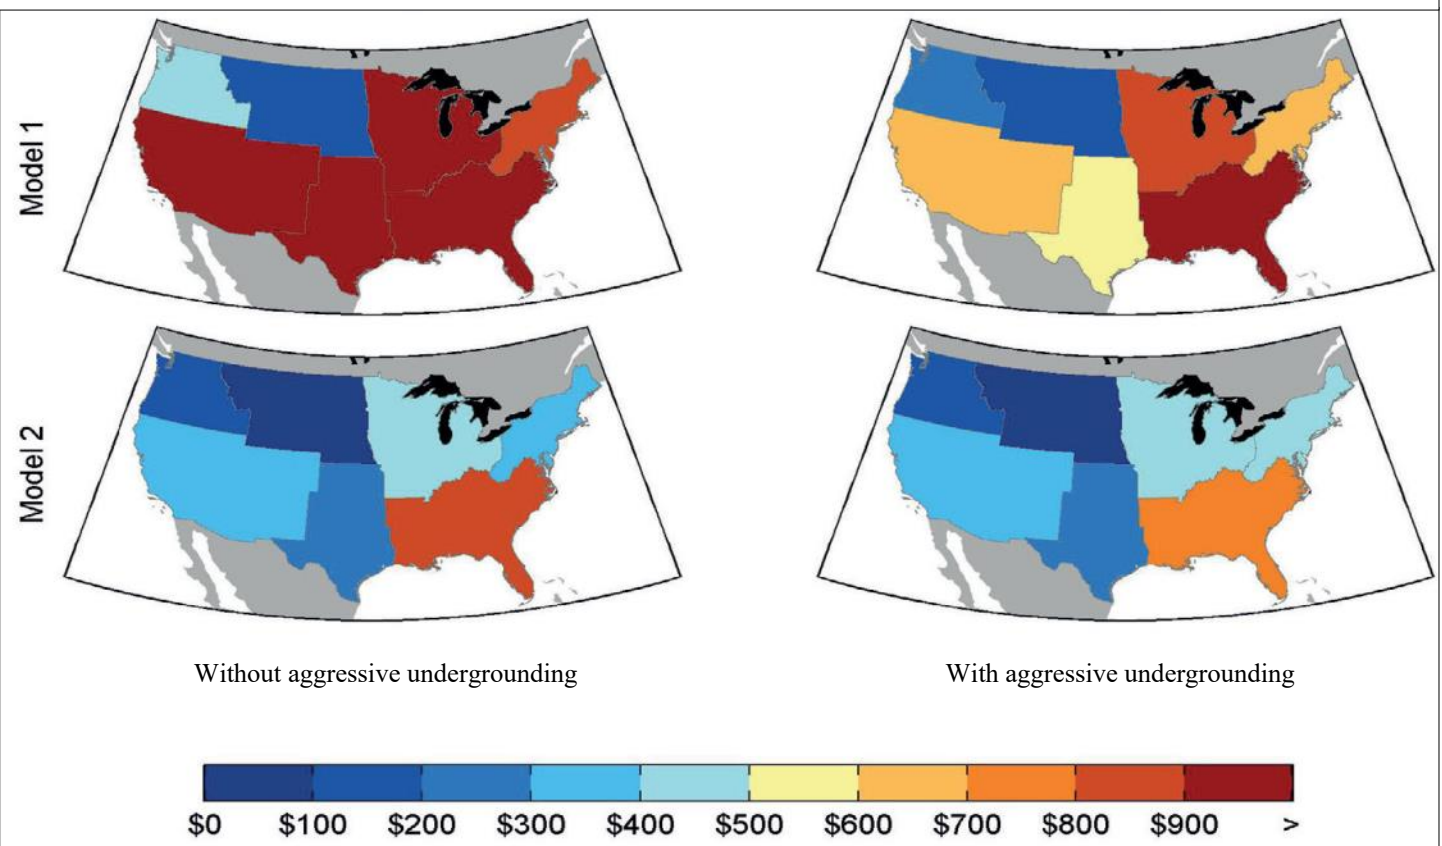 Model 1
Model 2
Without aggressive undergrounding
With aggressive undergrounding
$0 $100 $200 $300 $400 $500 $600 $700 $800 $900 >